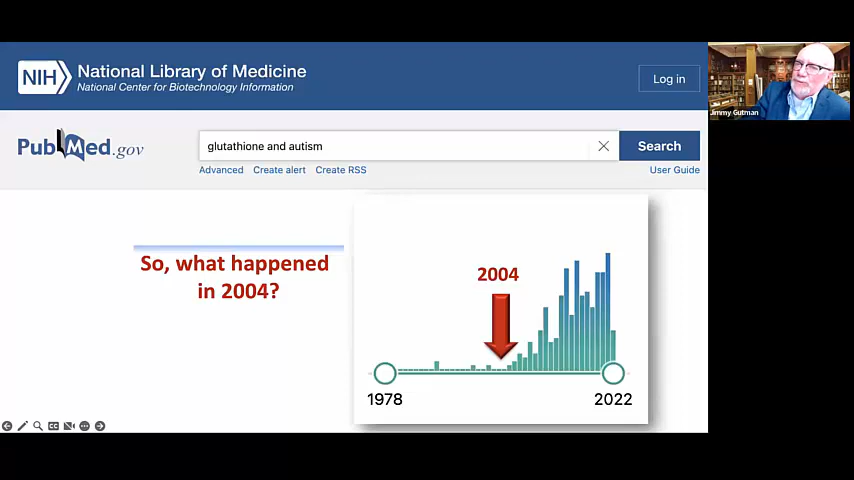 NIH
National Library of Medicine
National Center for Biotechnology Information
Log in
Jimmy Gutman
PubMed.gov
glutathione and autism
Search
Advanced
Create alert
Create RSS
User Guide
So, what happened
in 2004?
2004
1978
2022
CC